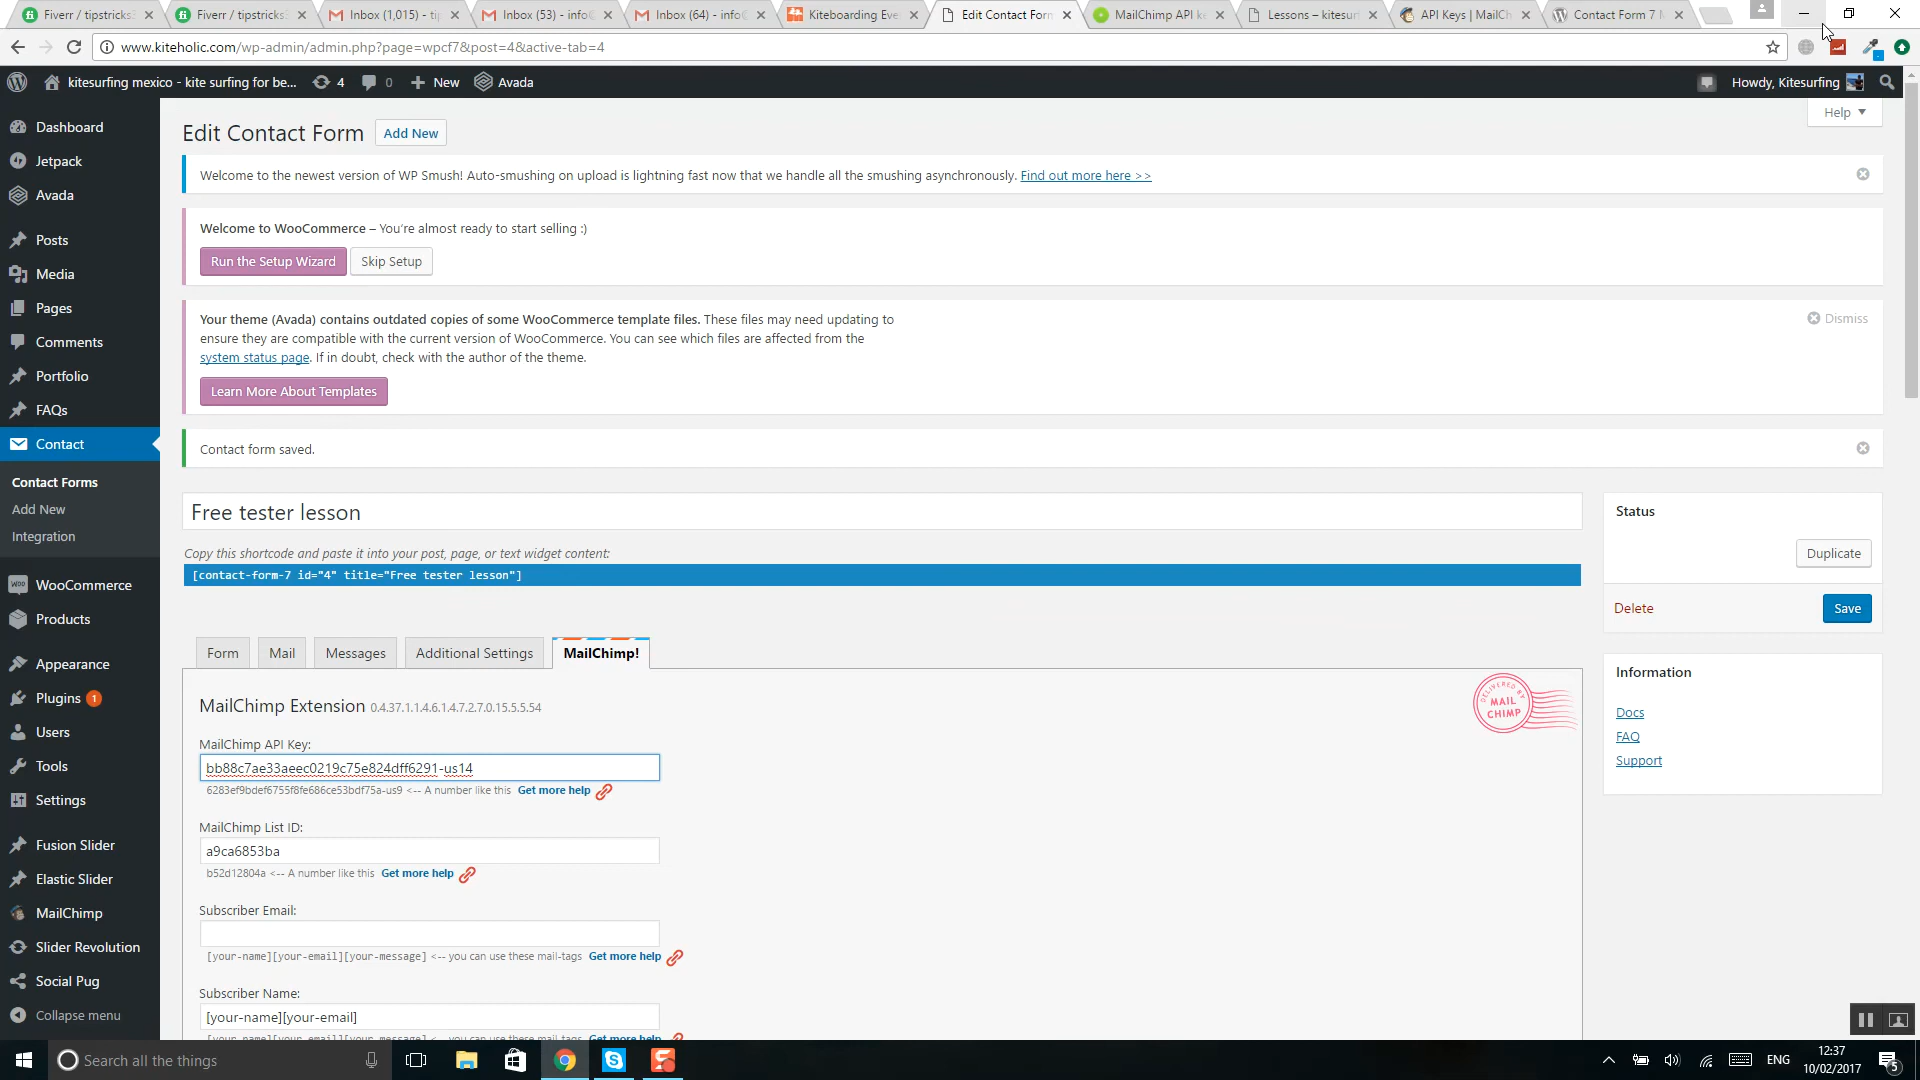 Fiverr / tipstricks
Fiverr / tipstricks
Inbox (1,015) - ti
Inbox (53) - info
Inbox (64) - info
Kiteboarding Eve
Edit Contact Form
MailChimp API k
Lessons – kitesur
API Keys | MailCh
Contact Form 7
www.kiteholic.com/wp-admin/admin.php?page=wpcf7&post=4&active-tab=4
kitesurfing mexico - kite surfing for be...
4
0
New
Avada
Howdy, Kitesurfing
Help
Dashboard
Jetpack
Avada
Posts
Media
Pages
Comments
Portfolio
FAQs
Contact
Contact Forms
Add New
Integration
WooCommerce
Products
Appearance
Plugins 1
Users
Tools
Settings
Fusion Slider
Elastic Slider
MailChimp
Slider Revolution
Social Pug
Collapse menu
Edit Contact Form
Add New
Welcome to the newest version of WP Smush! Auto-smushing on upload is lightning fast now that we handle all the smushing asynchronously. Find out more here >>
Welcome to WooCommerce – You're almost ready to start selling :)
Run the Setup Wizard
Skip Setup
Your theme (Avada) contains outdated copies of some WooCommerce template files. These files may need updating to
ensure they are compatible with the current version of WooCommerce. You can see which files are affected from the
system status page. If in doubt, check with the author of the theme.
Dismiss
Learn More About Templates
Contact form saved.
Free tester lesson
Copy this shortcode and paste it into your post, page, or text widget content:
[contact-form-7 id="4" title="Free tester lesson"]
Status
Duplicate
Delete
Save
Form
Mail
Messages
Additional Settings
MailChimp!
Information
Docs
FAQ
Support
MailChimp Extension 0.4.37.1.1.4.6.1.4.7.2.7.0.15.5.5.54
DELIVERED BY
MAIL
CHIMP
MailChimp API Key:
bb88c7ae33aeec0219c75e824dff6291-us14
6283ef9bdef6755f8fe686ce53bdf75a-us9 <-- A number like this Get more help
MailChimp List ID:
a9ca6853ba
b52d12804a <-- A number like this Get more help
Subscriber Email:
[your-name][your-email][your-message] <-- you can use these mail-tags Get more help
Subscriber Name:
[your-name][your-email]
[your-name][your-email][your-message] <-- you can use these mail-tags Get more help
Search all the things
ENG
12:37
10/02/2017
5